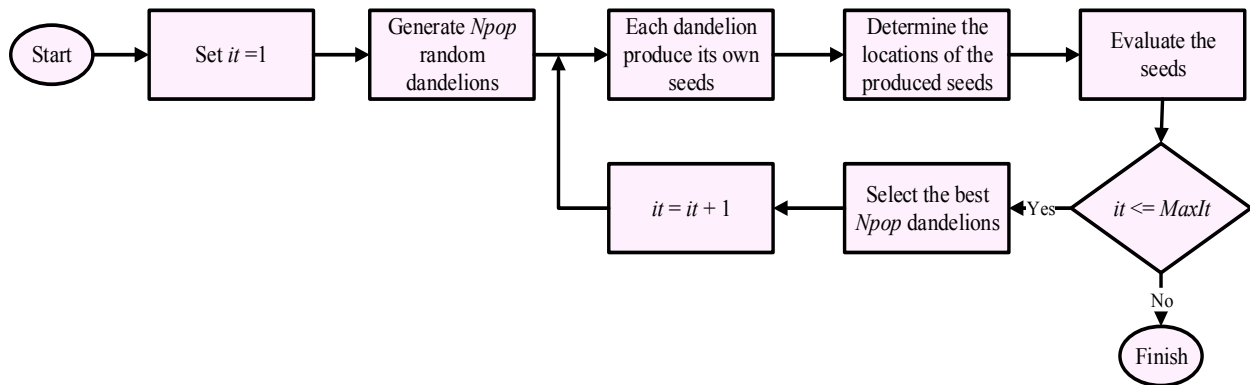 Start
Set it =1
Generate Npop
random
dandelions
Each dandelion
produce its own
seeds
Determine the
locations of the
produced seeds
Evaluate the
seeds
it <= MaxIt
Yes
Select the best
Npop dandelions
it = it + 1
No
Finish